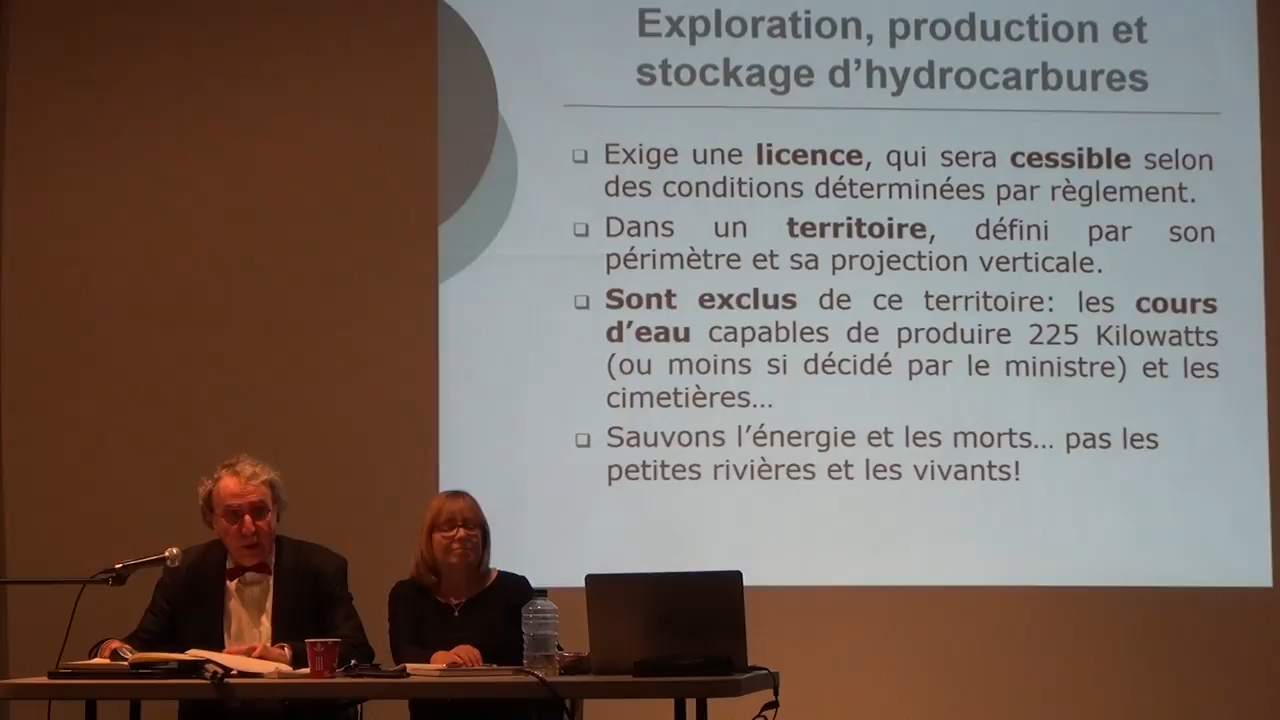 Exploration, production et
stockage d’hydrocarbures
❑ Exige une licence, qui sera cessible selon
des conditions déterminées par règlement.
❑ Dans un territoire, défini par son
périmètre et sa projection verticale.
❑ Sont exclus de ce territoire: les cours
d’eau capables de produire 225 Kilowatts
(ou moins si décidé par le ministre) et les
cimetières…
❑ Sauvons l’énergie et les morts… pas les
petites rivières et les vivants!